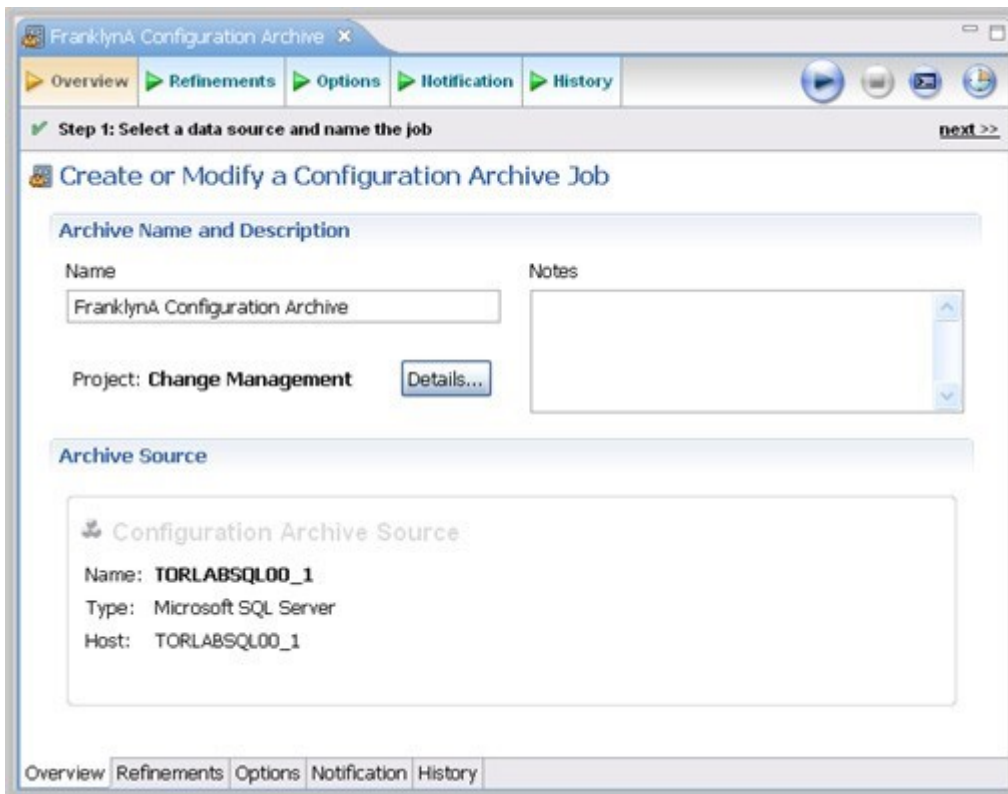 FranklynA Configuration Archive
Overview Refinements Options Notification History
Step 1: Select a data source and name the job next >>
Create or Modify a Configuration Archive Job
Archive Name and Description
Name Notes
FranklynA Configuration Archive
Project: Change Management Details...
Archive Source
Configuration Archive Source
Name: TORLABSQL00_1
Type: Microsoft SQL Server
Host: TORLABSQL00_1
Overview Refinements Options Notification History